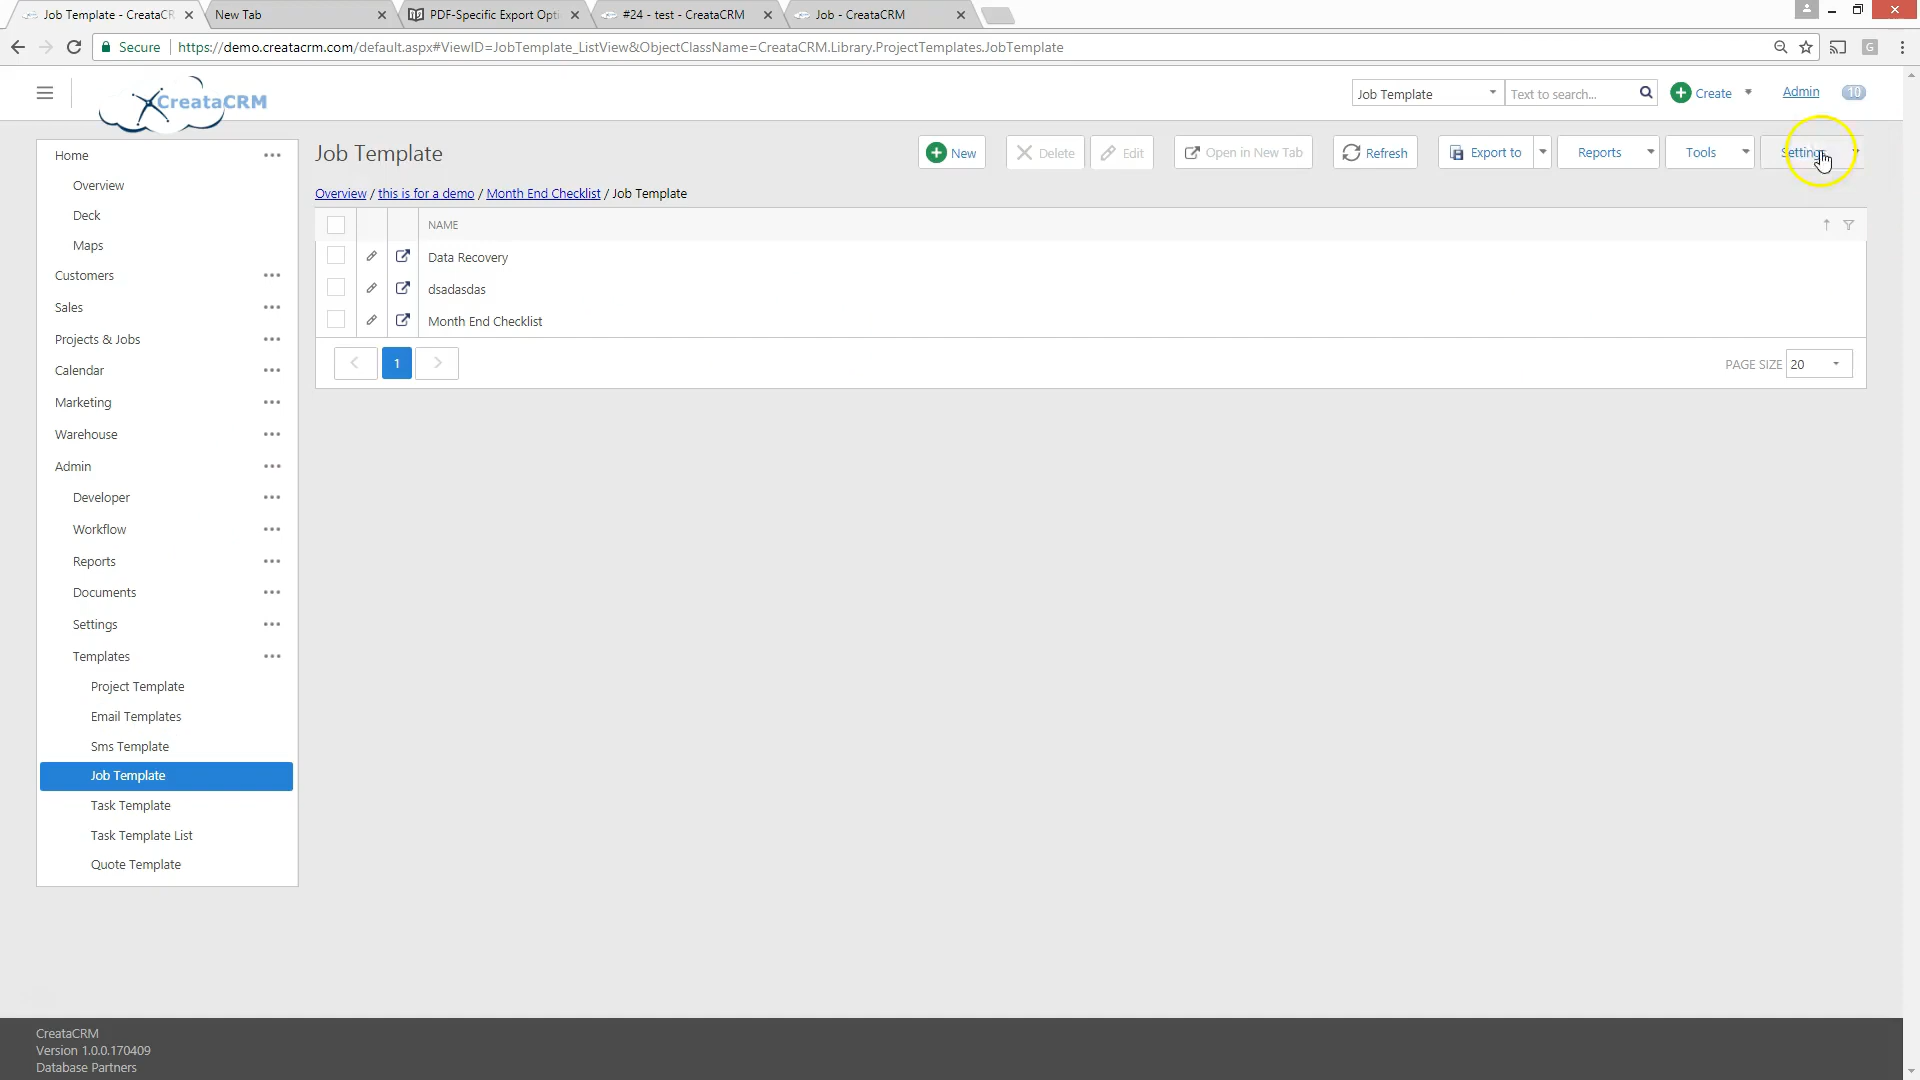 Job Template - CreataCR
New Tab
PDF-Specific Export Opti
#24 - test - CreataCRM
Job - CreataCRM
Secure
https://demo.creatacrm.com/default.aspx#ViewID=JobTemplate_ListView&ObjectClassName=CreataCRM.Library.ProjectTemplates.JobTemplate
G
CreataCRM
Job Template
Text to search...
Create
Admin
10
Home
Overview
Deck
Maps
Customers
Sales
Projects & Jobs
Calendar
Marketing
Warehouse
Admin
Developer
Workflow
Reports
Documents
Settings
Templates
Project Template
Email Templates
Sms Template
Job Template
Task Template
Task Template List
Quote Template
Job Template
New
Delete
Edit
Open in New Tab
Refresh
Export to
Reports
Tools
Settings
Overview / this is for a demo / Month End Checklist / Job Template
NAME
Data Recovery
dsadasdas
Month End Checklist
1
PAGE SIZE 20
CreataCRM
Version 1.0.0.170409
Database Partners